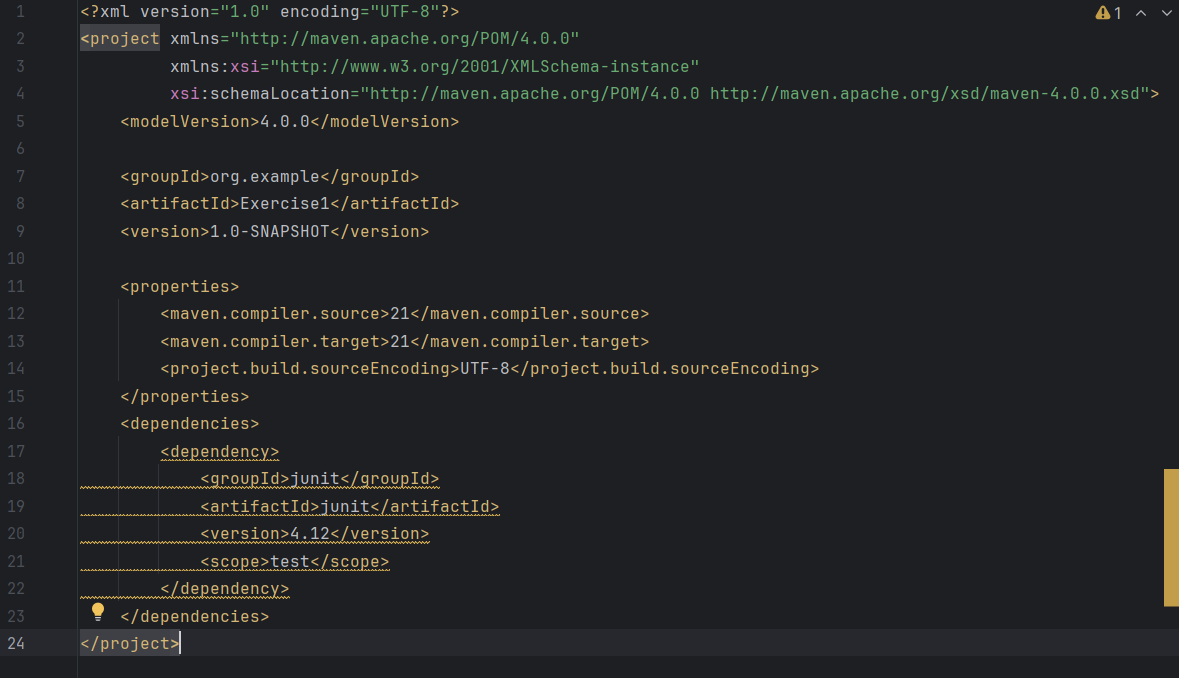 1 <?xml version="1.0" encoding="UTF-8"?> 1
2 <project xmlns="http://maven.apache.org/POM/4.0.0"
3 xmlns:xsi="http://www.w3.org/2001/XMLSchema-instance"
4 xsi:schemaLocation="http://maven.apache.org/POM/4.0.0 http://maven.apache.org/xsd/maven-4.0.0.xsd">
5 <modelVersion>4.0.0</modelVersion>
6
7 <groupId>org.example</groupId>
8 <artifactId>Exercise1</artifactId>
9 <version>1.0-SNAPSHOT</version>
10
11 <properties>
12 <maven.compiler.source>21</maven.compiler.source>
13 <maven.compiler.target>21</maven.compiler.target>
14 <project.build.sourceEncoding>UTF-8</project.build.sourceEncoding>
15 </properties>
16 <dependencies>
17 <dependency>
18 <groupId>junit</groupId>
19 <artifactId>junit</artifactId>
20 <version>4.12</version>
21 <scope>test</scope>
22 </dependency>
23 </dependencies>
24 </project>